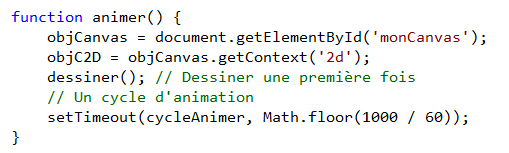 function animer() {
    objCanvas = document.getElementById('monCanvas');
    objC2D = objCanvas.getContext('2d');
    dessiner(); // Dessiner une première fois
    // Un cycle d'animation
    setTimeout(cycleAnimer, Math.floor(1000 / 60));
}